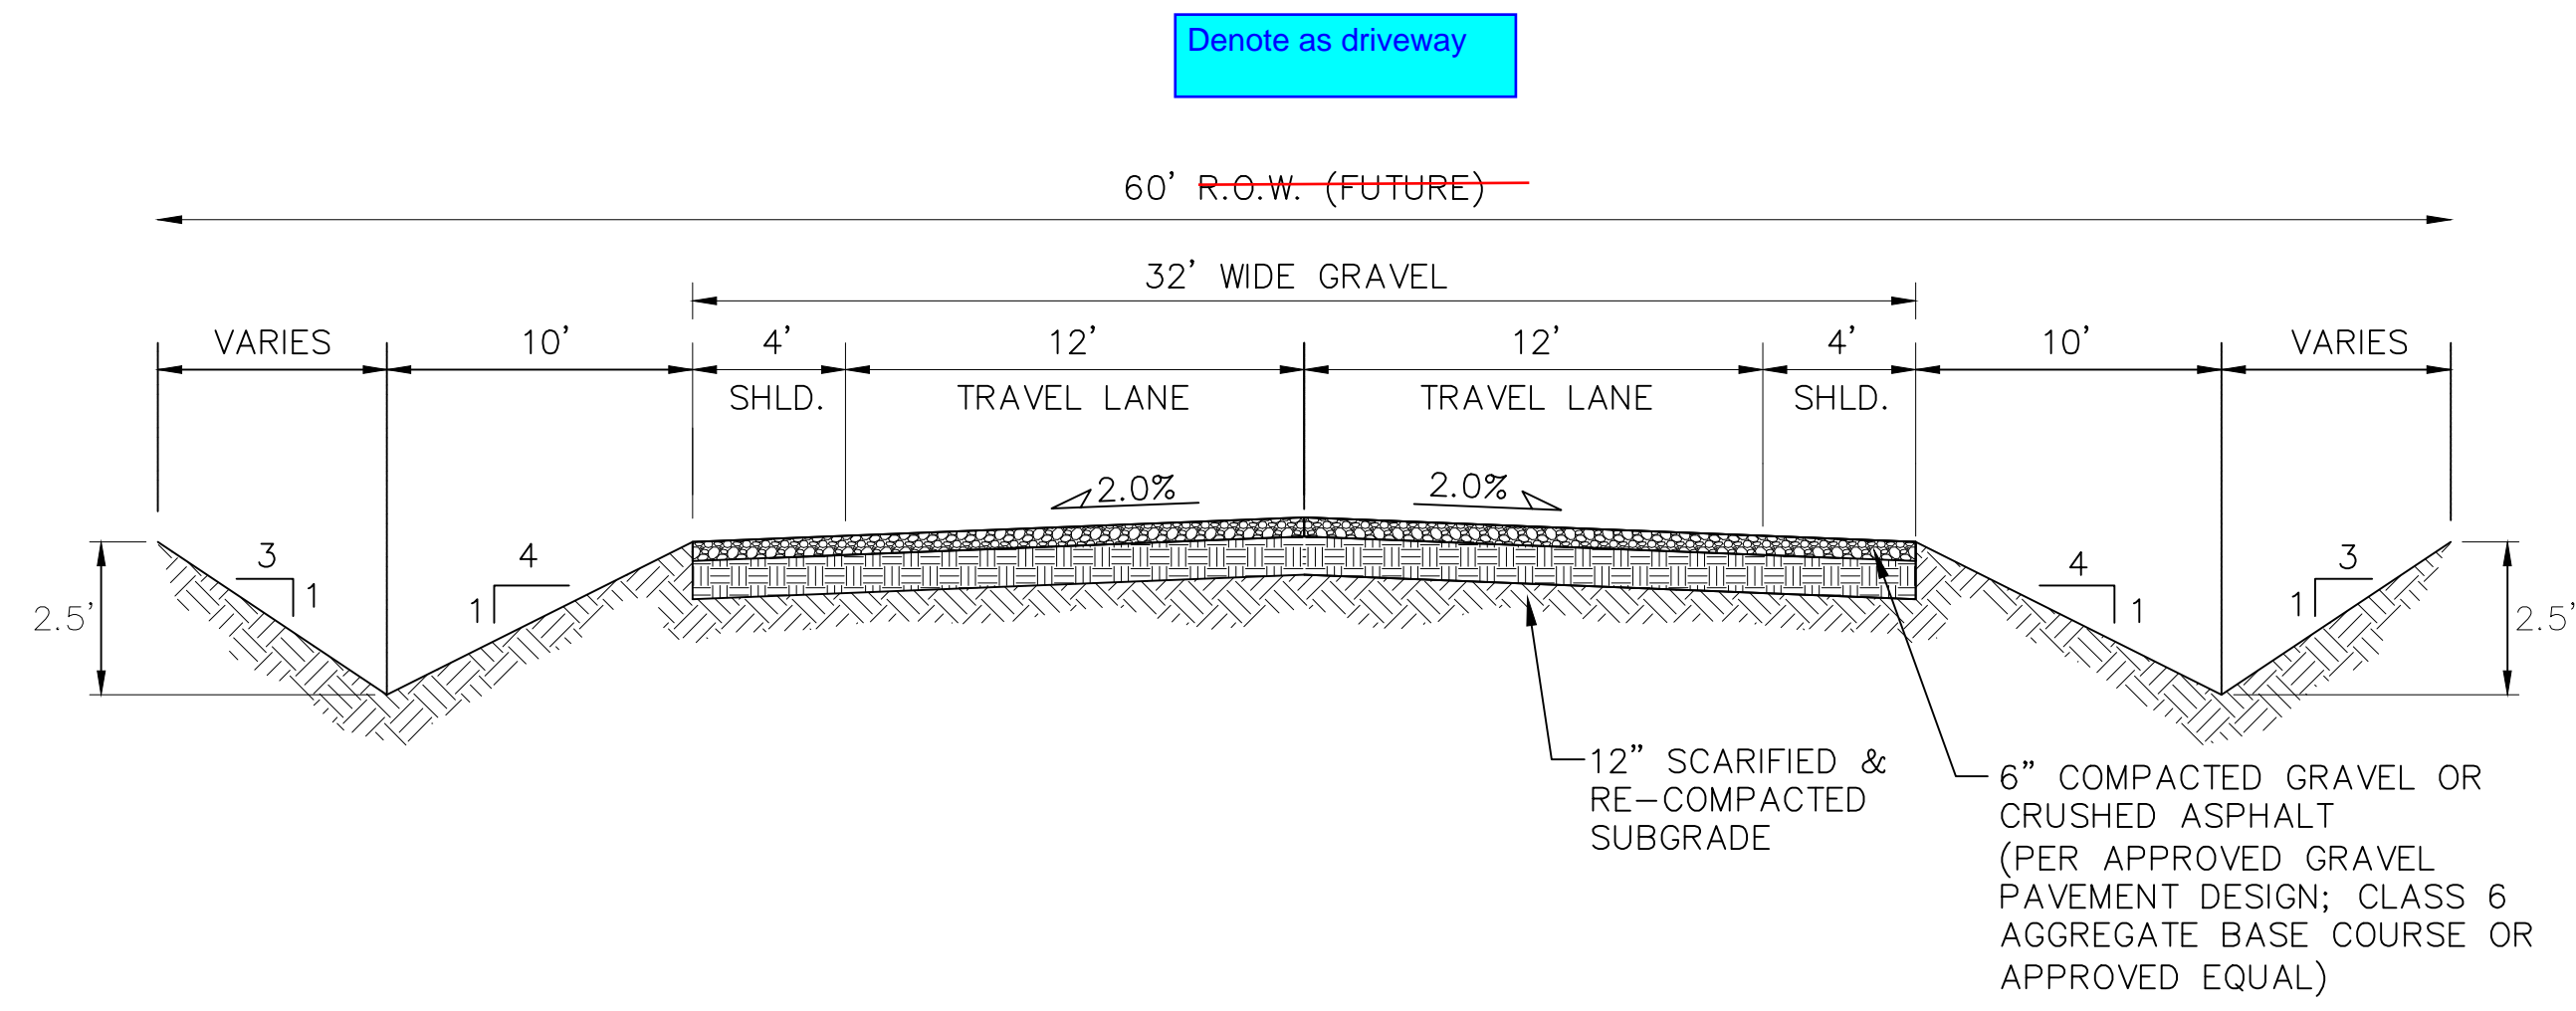 Denote as driveway
60' R.O.W. (FUTURE)
32' WIDE GRAVEL
VARIES 10' 4' 12' 12' 4' 10' VARIES
SHLD. TRAVEL LANE TRAVEL LANE SHLD.
2.0% 2.0%
3 1 4 1 4 1 3 1
2.5' 2.5'
12" SCARIFIED &
RE-COMPACTED
SUBGRADE
6" COMPACTED GRAVEL OR
CRUSHED ASPHALT
(PER APPROVED GRAVEL
PAVEMENT DESIGN; CLASS 6
AGGREGATE BASE COURSE OR
APPROVED EQUAL)